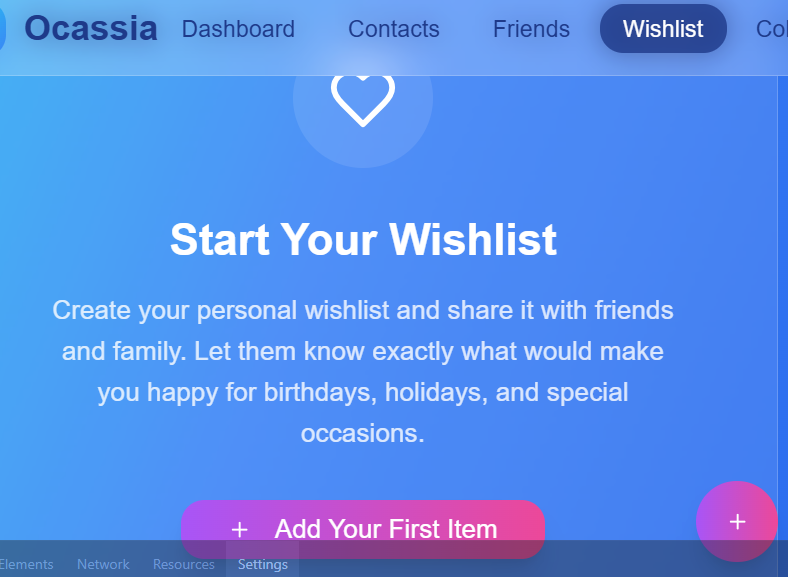 Ocassia Dashboard Contacts Friends Wishlist
Start Your Wishlist
Create your personal wishlist and share it with friends
and family. Let them know exactly what would make
you happy for birthdays, holidays, and special
occasions.
+ Add Your First Item
+
Elements Network Resources Settings